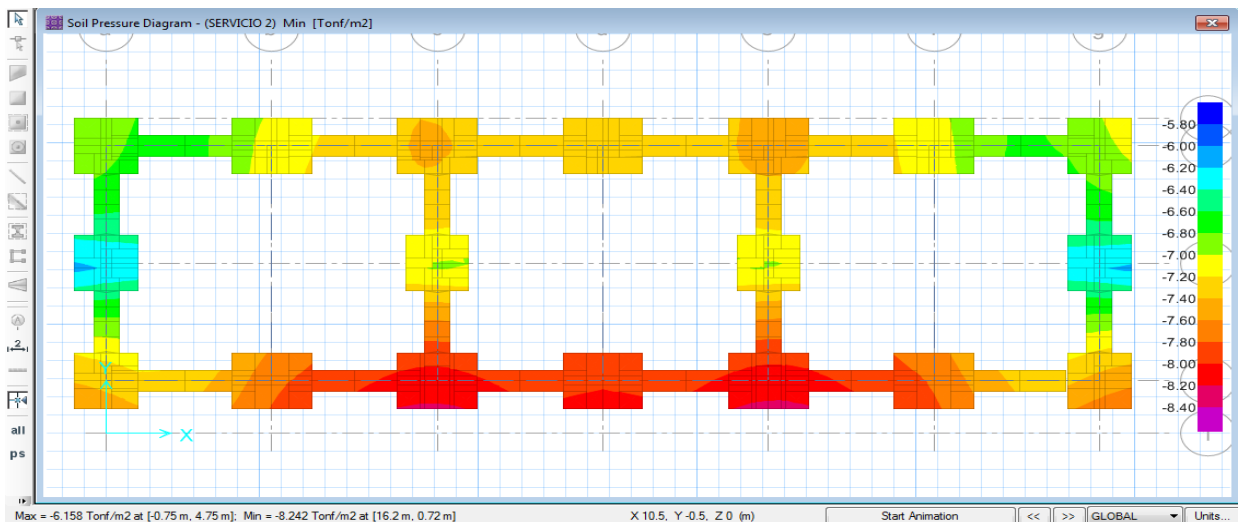 Soil Pressure Diagram - (SERVICIO 2) Min [Tonf/m2]
-5.80
-6.00
-6.20
-6.40
-6.60
-6.80
-7.00
-7.20
-7.40
-7.60
-7.80
-8.00
-8.20
-8.40
Y
X
all
ps
Max = -6.158 Tonf/m2 at [-0.75 m, 4.75 m]; Min = -8.242 Tonf/m2 at [16.2 m, 0.72 m]
X 10.5, Y -0.5, Z 0 (m)
Start Animation
<<
>>
GLOBAL
Units...